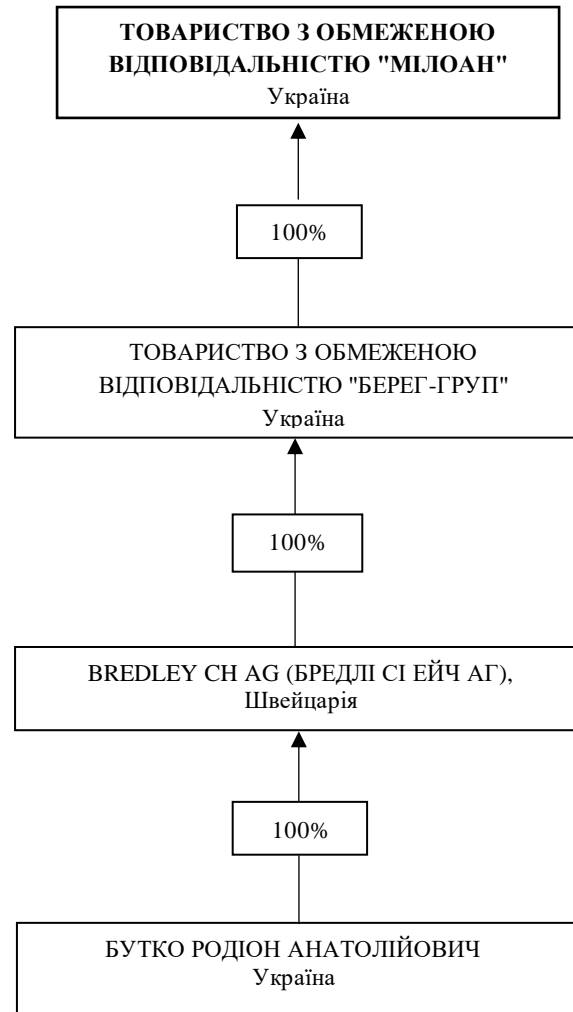 ТОВАРИСТВО З ОБМЕЖЕНОЮ
ВІДПОВІДАЛЬНІСТЮ "МІЛОАН"
Україна
100%
ТОВАРИСТВО З ОБМЕЖЕНОЮ
ВІДПОВІДАЛЬНІСТЮ "БЕРЕГ-ГРУП"
Україна
100%
BREDLEY CH AG (БРЕДЛІ СІ ЕЙЧ АГ),
Швейцарія
100%
БУТКО РОДІОН АНАТОЛІЙОВИЧ
Україна